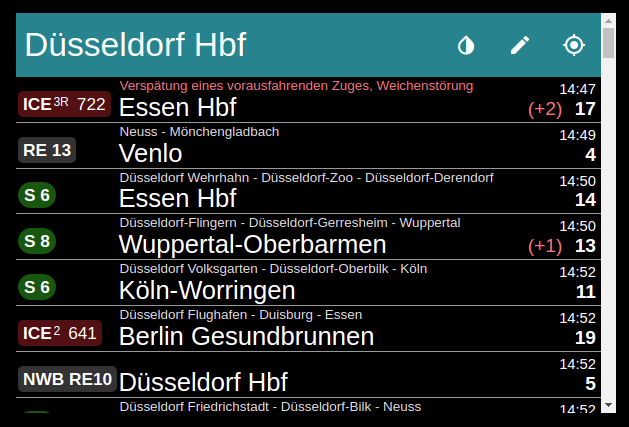 Düsseldorf Hbf
Verspätung eines vorausfahrenden Zuges, Weichenstörung 14:47
ICE 3R 722 Essen Hbf (+2) 17
Neuss - Mönchengladbach 14:49
RE 13 Venlo 4
Düsseldorf Wehrhahn - Düsseldorf-Zoo - Düsseldorf-Derendorf 14:50
S 6 Essen Hbf 14
Düsseldorf-Flingern - Düsseldorf-Gerresheim - Wuppertal 14:50
S 8 Wuppertal-Oberbarmen (+1) 13
Düsseldorf Volksgarten - Düsseldorf-Oberbilk - Köln 14:52
S 6 Köln-Worringen 11
Düsseldorf Flughafen - Duisburg - Essen 14:52
ICE 2 641 Berlin Gesundbrunnen 19
14:52
NWB RE10 Düsseldorf Hbf 5
Düsseldorf Friedrichstadt - Düsseldorf-Bilk - Neuss 14:52